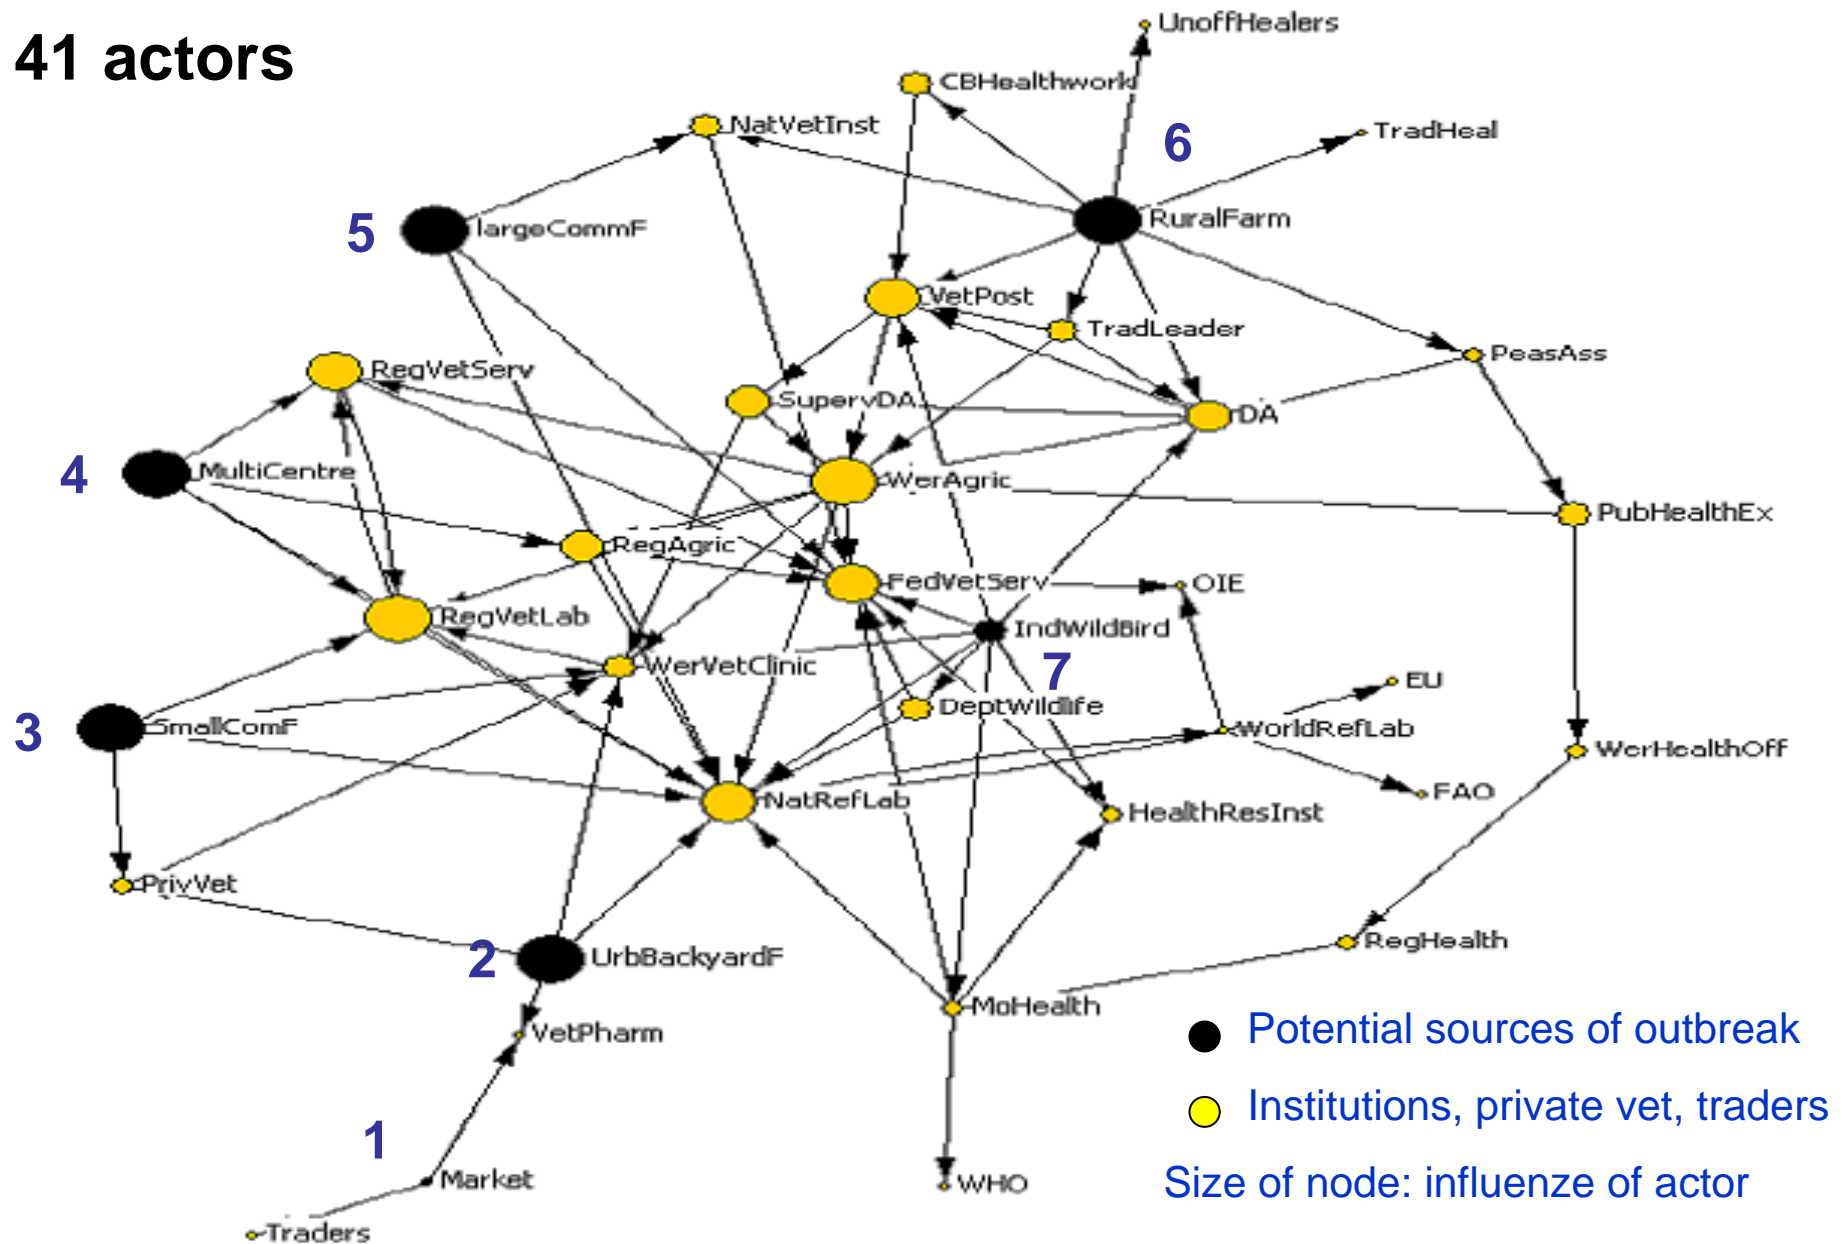 UnoffHealers
41 actors
CBHealthwork
NatVetInst
6
TradHeal
5
largeCommF
RuralFarm
VetPost
TradLeader
PeasAss
RegVetServ
SupervDA
DA
4
MultiCentre
WerAgric
PubHealthEx
RegAgric
FedVetServ
OIE
RegVetLab
IndWildBird
WerVetClinic
7
EU
3
SmallComF
DeptWildlife
WorldRefLab
WerHealthOff
NatRefLab
FAO
HealthResInst
PrivVet
2
UrbBackyardF
RegHealth
MoHealth
VetPharm
Potential sources of outbreak
Institutions, private vet, traders
1
Market
WHO
Size of node: influenze of actor
Traders